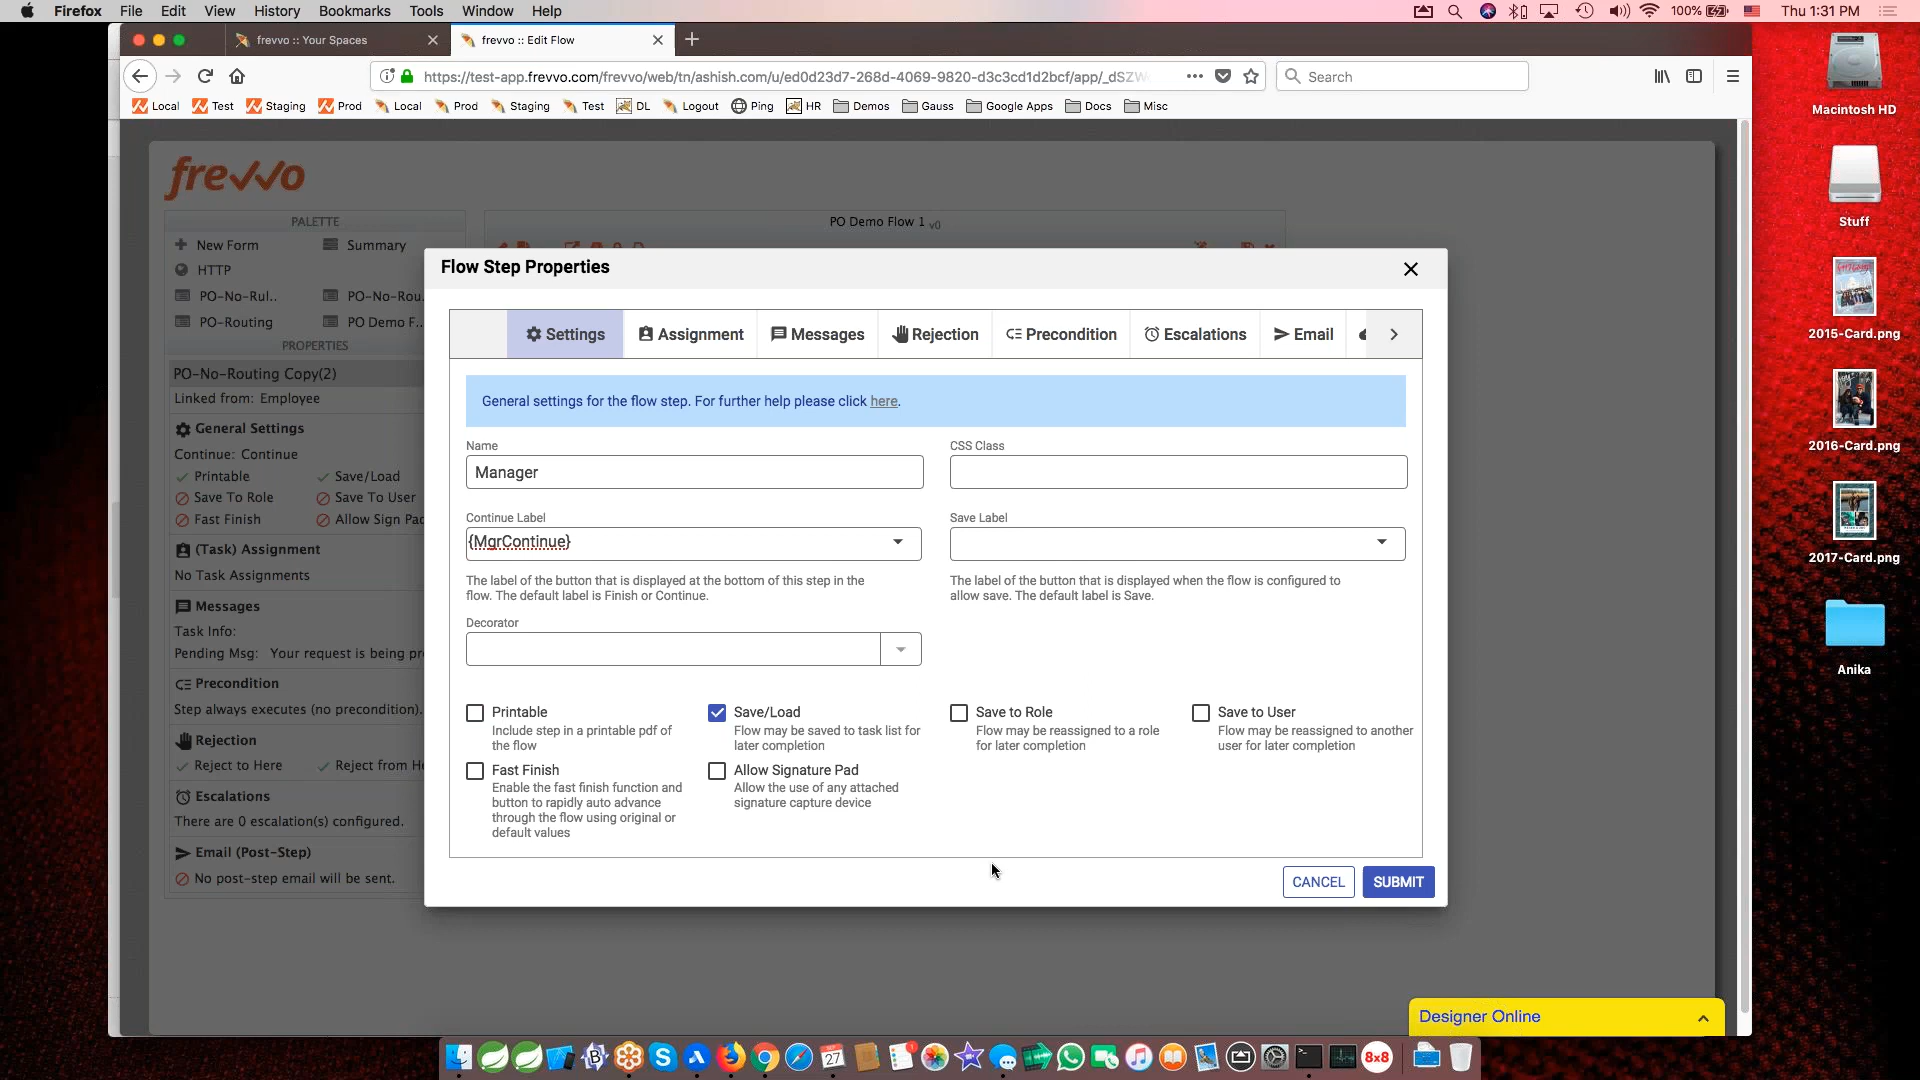 Firefox File Edit View History Bookmarks Tools Window Help 100% Thu 1:31 PM
frevvo :: Your Spaces frevvo :: Edit Flow
https://test-app.frevvo.com/frevvo/web/tn/ashish.com/u/ed0d23d7-268d-4069-9820-d3c3cd1d2bcf/app/_dSZW Search
Local Test Staging Prod Local Prod Staging Test DL Logout Ping HR Demos Gauss Google Apps Docs Misc
Macintosh HD
Stuff
2015-Card.png
2016-Card.png
2017-Card.png
Anika
frevvo
PALETTE
PO Demo Flow 1 v0
New Form Summary
HTTP
PO-No-Rul.. PO-No-Rou.
PO-Routing PO Demo F..
PROPERTIES
PO-No-Routing Copy(2)
Linked from: Employee
General Settings
Continue: Continue
Printable Save/Load
Save To Role Save To User
Fast Finish Allow Sign Pad
(Task) Assignment
No Task Assignments
Messages
Task Info:
Pending Msg: Your request is being pr
Precondition
Step always executes (no precondition).
Rejection
Reject to Here Reject from He
Escalations
There are 0 escalation(s) configured.
Email (Post-Step)
No post-step email will be sent.
Flow Step Properties
Settings Assignment Messages Rejection Precondition Escalations Email
General settings for the flow step. For further help please click here.
Name CSS Class
Manager
Continue Label Save Label
{MgrContinue}
The label of the button that is displayed at the bottom of this step in the
flow. The default label is Finish or Continue.
The label of the button that is displayed when the flow is configured to
allow save. The default label is Save.
Decorator
Printable
Include step in a printable pdf of
the flow
Save/Load
Flow may be saved to task list for
later completion
Save to Role
Flow may be reassigned to a role
for later completion
Save to User
Flow may be reassigned to another
user for later completion
Fast Finish
Enable the fast finish function and
button to rapidly auto advance
through the flow using original or
default values
Allow Signature Pad
Allow the use of any attached
signature capture device
CANCEL SUBMIT
Designer Online
27
8x8